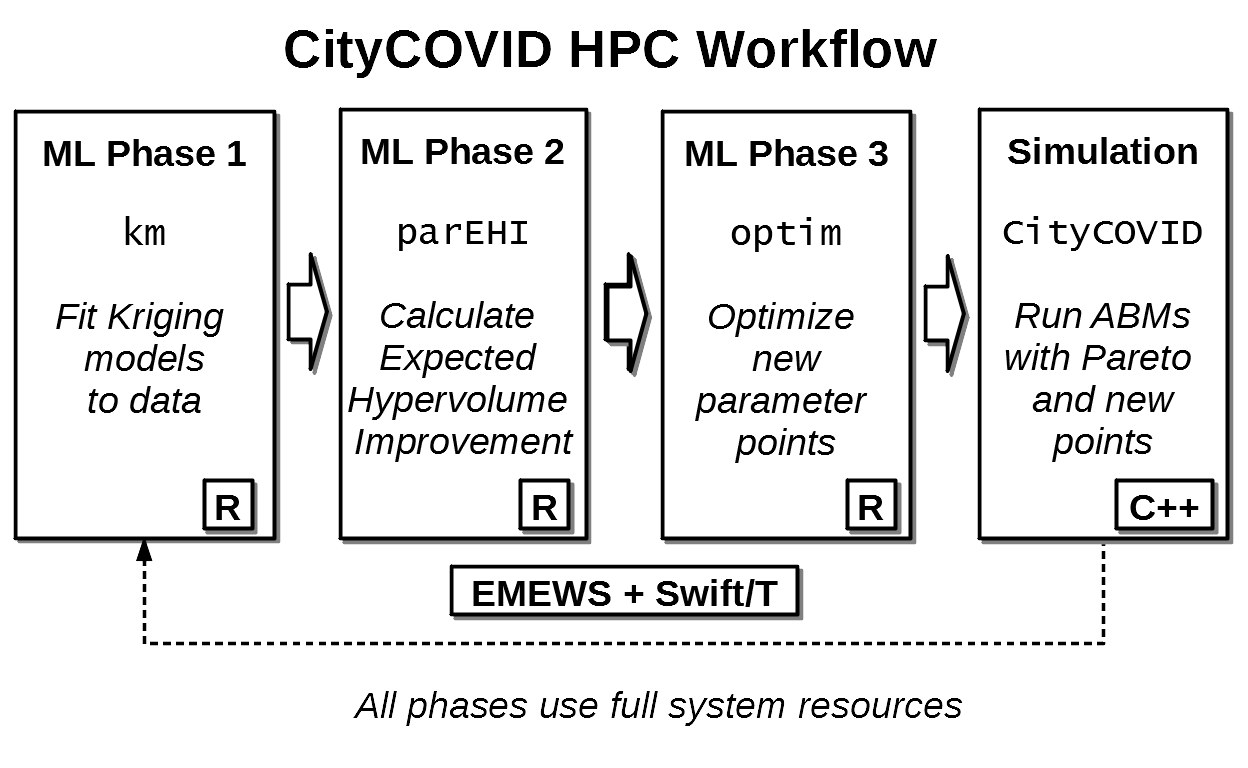 CityCOVID HPC Workflow
ML Phase 1
km
Fit Kriging
models
to data
R
ML Phase 2
parEHI
Calculate
Expected
Hypervolume
Improvement
R
ML Phase 3
optim
Optimize
new
parameter
points
R
Simulation
CityCOVID
Run ABMs
with Pareto
and new
points
C++
EMEWS + Swift/T
All phases use full system resources